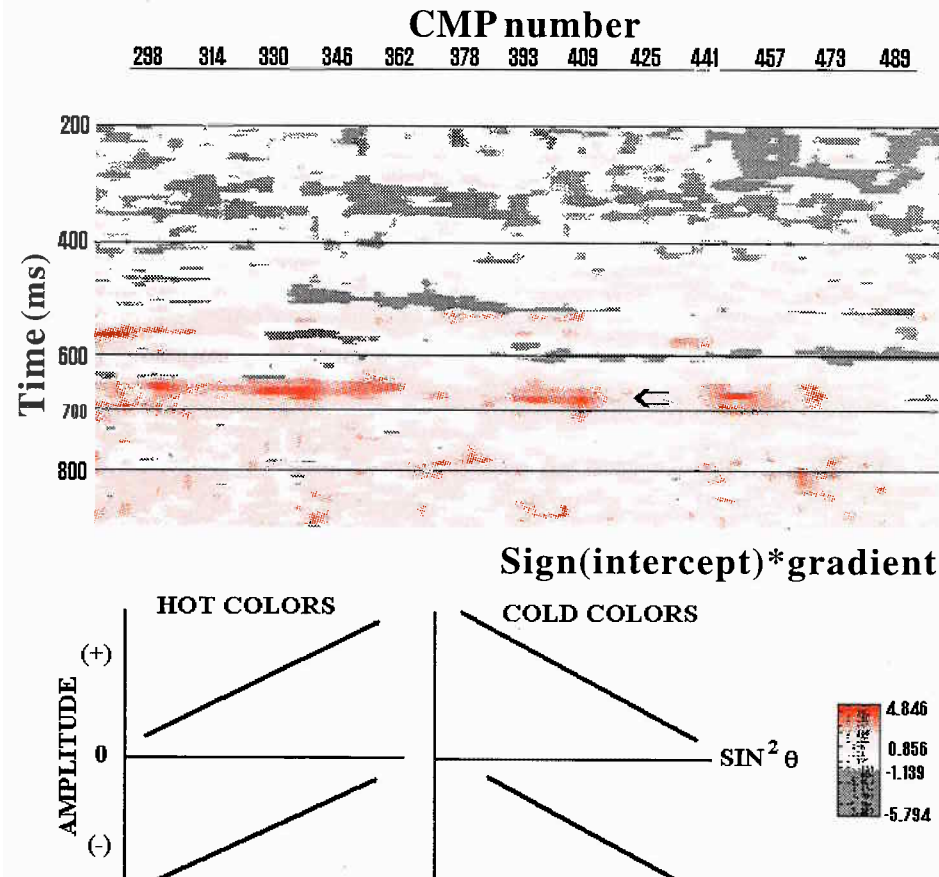 CMP number
298 314 330 346 362 378 393 409 425 441 457 473 489
Time (ms)
200
400
600
700
800
Sign(intercept)*gradient
HOT COLORS
COLD COLORS
AMPLITUDE
(+)
0
(-)
SIN² θ
4.846
0.856
-1.139
-5.794